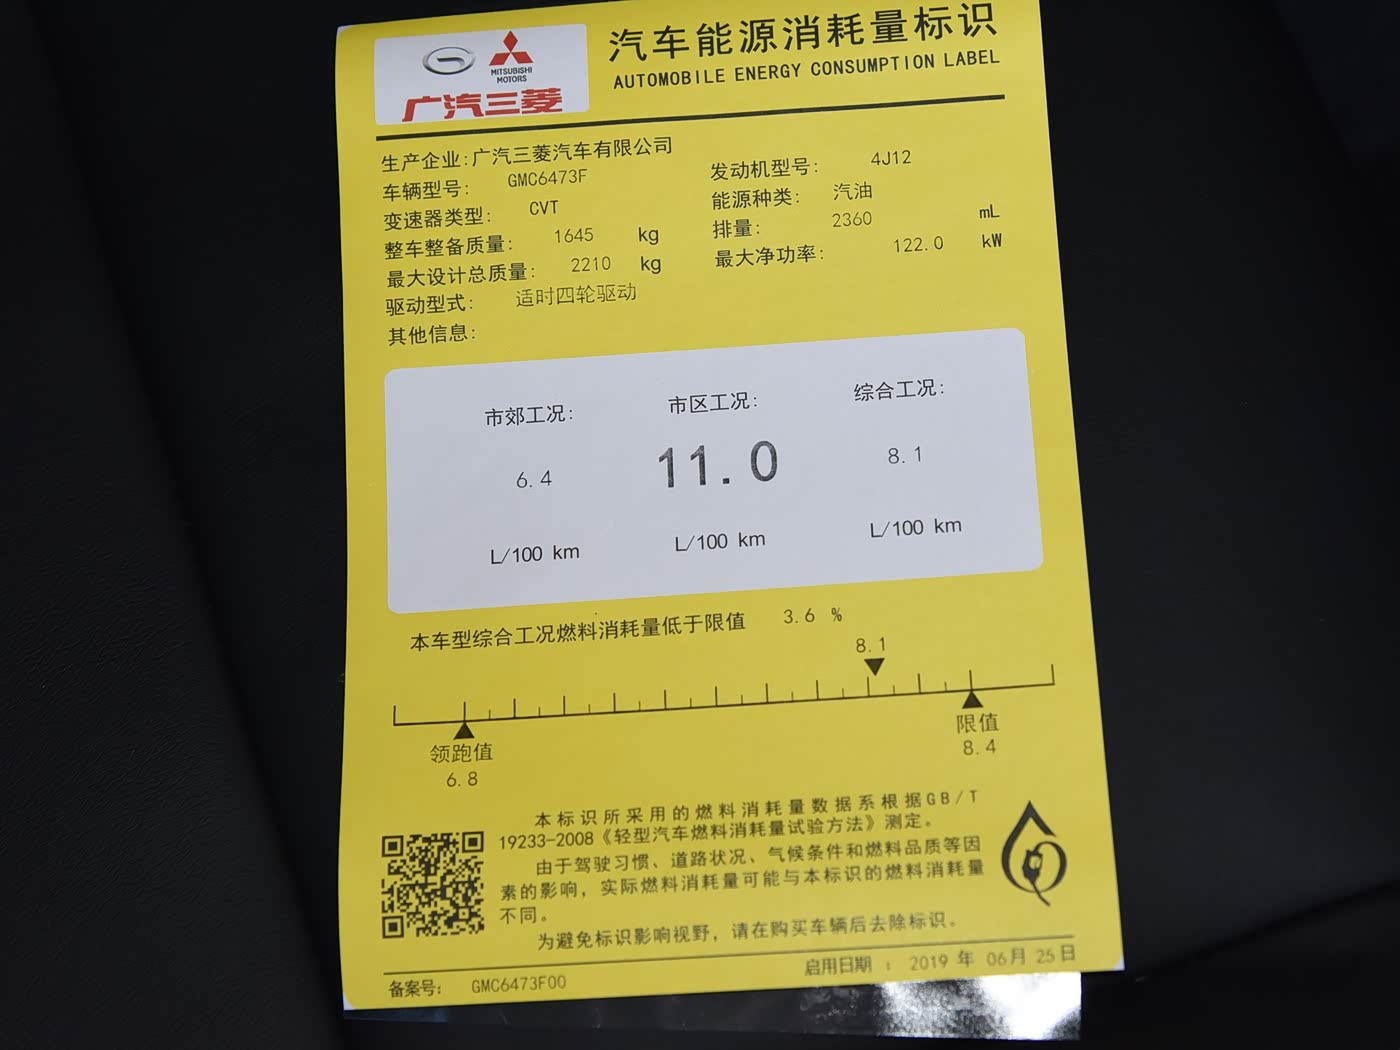 MITSUBISHI
MOTORS
广汽三菱
汽车能源消耗量标识
AUTOMOBILE ENERGY CONSUMPTION LABEL
生产企业:广汽三菱汽车有限公司
车辆型号: GMC6473F
发动机型号: 4J12
变速器类型: CVT
能源种类: 汽油
整车整备质量: 1645 kg
排量: 2360 mL
最大设计总质量: 2210 kg
最大净功率: 122.0 kW
驱动型式: 适时四轮驱动
其他信息:
市郊工况: 市区工况: 综合工况:
6.4 11.0 8.1
L/100 km L/100 km L/100 km
本车型综合工况燃料消耗量低于限值 3.6 %
8.1
领跑值 限值
6.8 8.4
本标识所采用的燃料消耗量数据系根据GB/T
19233-2008《轻型汽车燃料消耗量试验方法》测定。
由于驾驶习惯、道路状况、气候条件和燃料品质等因
素的影响，实际燃料消耗量可能与本标识的燃料消耗量
不同。
为避免标识影响视野，请在购买车辆后去除标识。
备案号: GMC6473F00
启用日期 : 2019 年 06月 25日